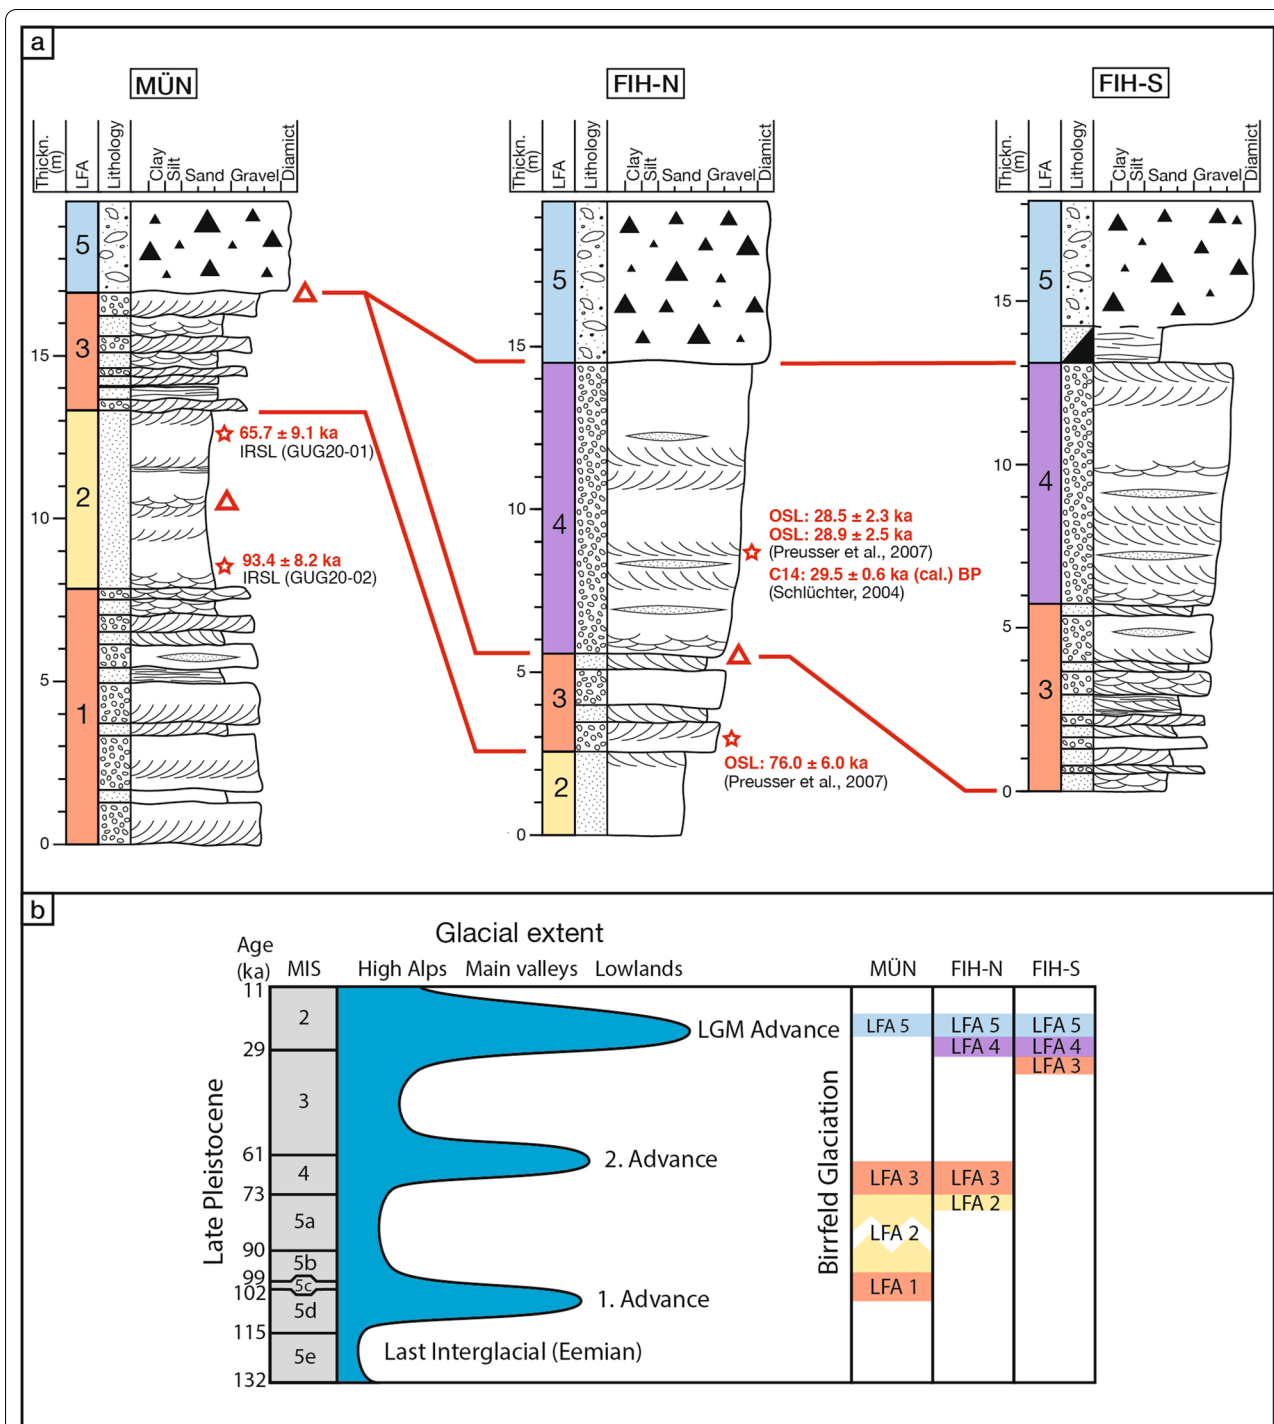 a
MÜN
FIH-N
FIH-S
Thickn. (m)
LFA
Lithology
Clay
Silt
Sand
Gravel
Diamict
5
3
2
1
15
10
5
0
65.7 ± 9.1 ka
IRSL (GUG20-01)
93.4 ± 8.2 ka
IRSL (GUG20-02)
Thickn. (m)
LFA
Lithology
Clay
Silt
Sand
Gravel
Diamict
5
4
3
2
15
10
5
0
OSL: 28.5 ± 2.3 ka
OSL: 28.9 ± 2.5 ka
(Preusser et al., 2007)
C14: 29.5 ± 0.6 ka (cal.) BP
(Schlüchter, 2004)
OSL: 76.0 ± 6.0 ka
(Preusser et al., 2007)
Thickn. (m)
LFA
Lithology
Clay
Silt
Sand
Gravel
Diamict
5
4
3
15
10
5
0
b
Glacial extent
Age (ka)
MIS
High Alps
Main valleys
Lowlands
MÜN
FIH-N
FIH-S
Late Pleistocene
11
29
61
73
90
99
102
115
132
2
3
4
5a
5b
5c
5d
5e
LGM Advance
2. Advance
1. Advance
Last Interglacial (Eemian)
Birrfeld Glaciation
LFA 5
LFA 5
LFA 5
LFA 4
LFA 4
LFA 3
LFA 3
LFA 3
LFA 2
LFA 2
LFA 1